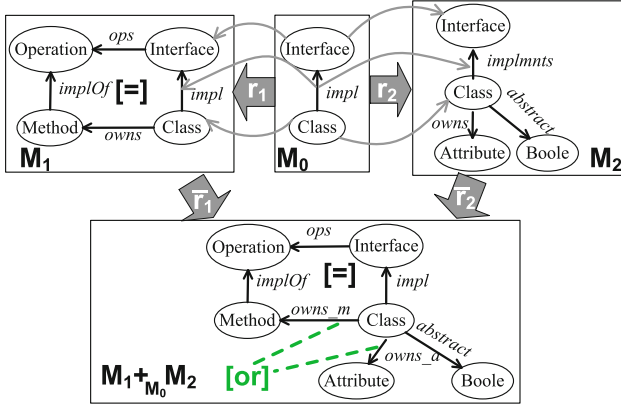 Operation ops Interface
implOf [=] impl
Method owns Class
M1
Interface
impl
Class
M0
r1
r2
Interface
implmnts
Class
owns abstract
Attribute Boole
M2
r̅1
r̅2
Operation ops Interface
implOf [=] impl
Method owns_m Class
owns_a abstract
[or] Attribute Boole
M1+M0M2